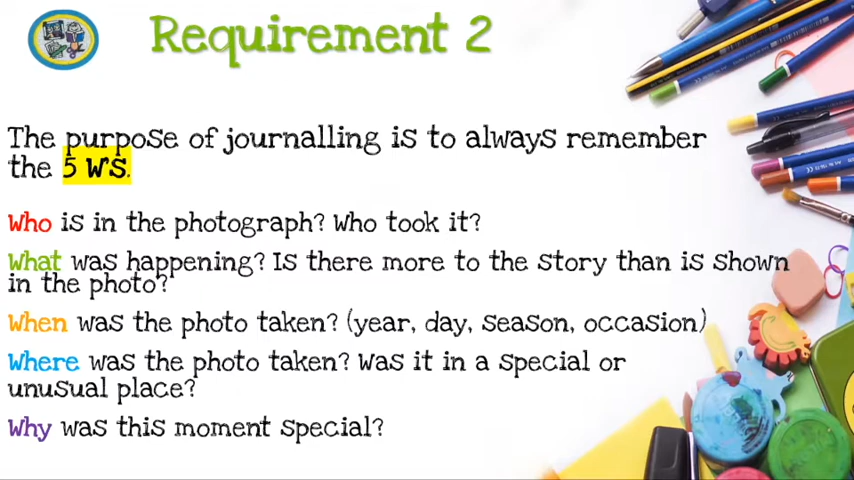 Requirement 2
The purpose of journalling is to always remember
the 5 W's.
Who is in the photograph? Who took it?
What was happening? Is there more to the story than is shown
in the photo?
When was the photo taken? (year, day, season, occasion)
Where was the photo taken? Was it in a special or
unusual place?
Why was this moment special?